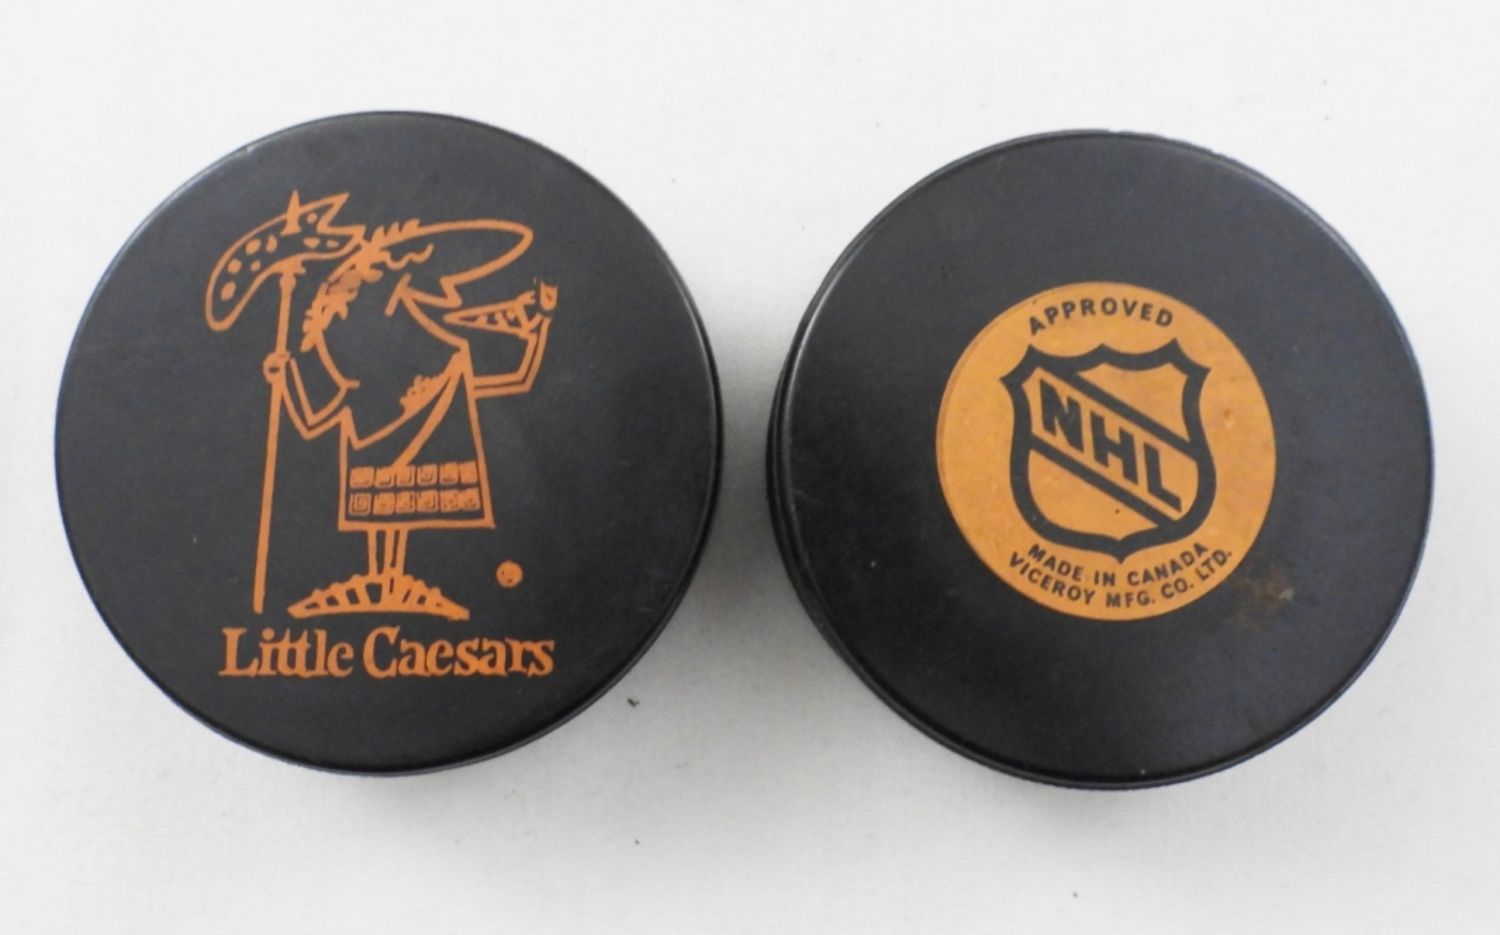 Little Caesars
APPROVED
NHL
MADE IN CANADA
VICEROY MFG. CO. LTD.